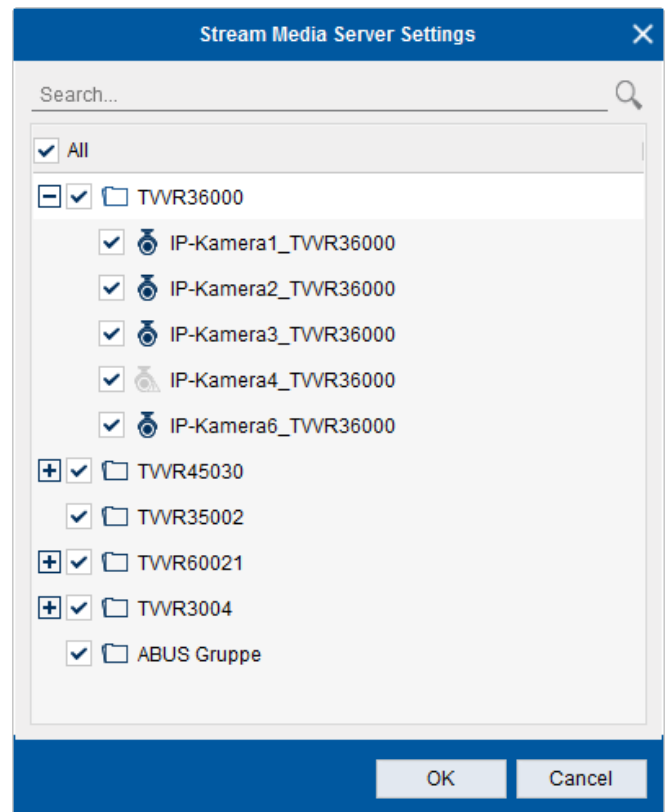 Stream Media Server Settings
Search...
All
TVVR36000
IP-Kamera1_TVVR36000
IP-Kamera2_TVVR36000
IP-Kamera3_TVVR36000
IP-Kamera4_TVVR36000
IP-Kamera6_TVVR36000
TVVR45030
TVVR35002
TVVR60021
TVVR3004
ABUS Gruppe
OK Cancel